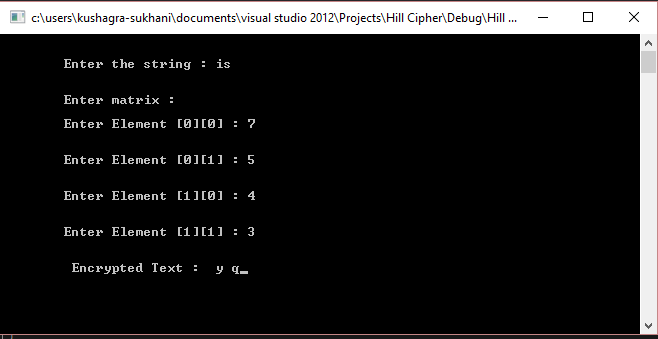 c:\users\kushagra-sukhani\documents\visual studio 2012\Projects\Hill Cipher\Debug\Hill ...
Enter the string : is
Enter matrix :
Enter Element [0][0] : 7
Enter Element [0][1] : 5
Enter Element [1][0] : 4
Enter Element [1][1] : 3
Encrypted Text :  y q_